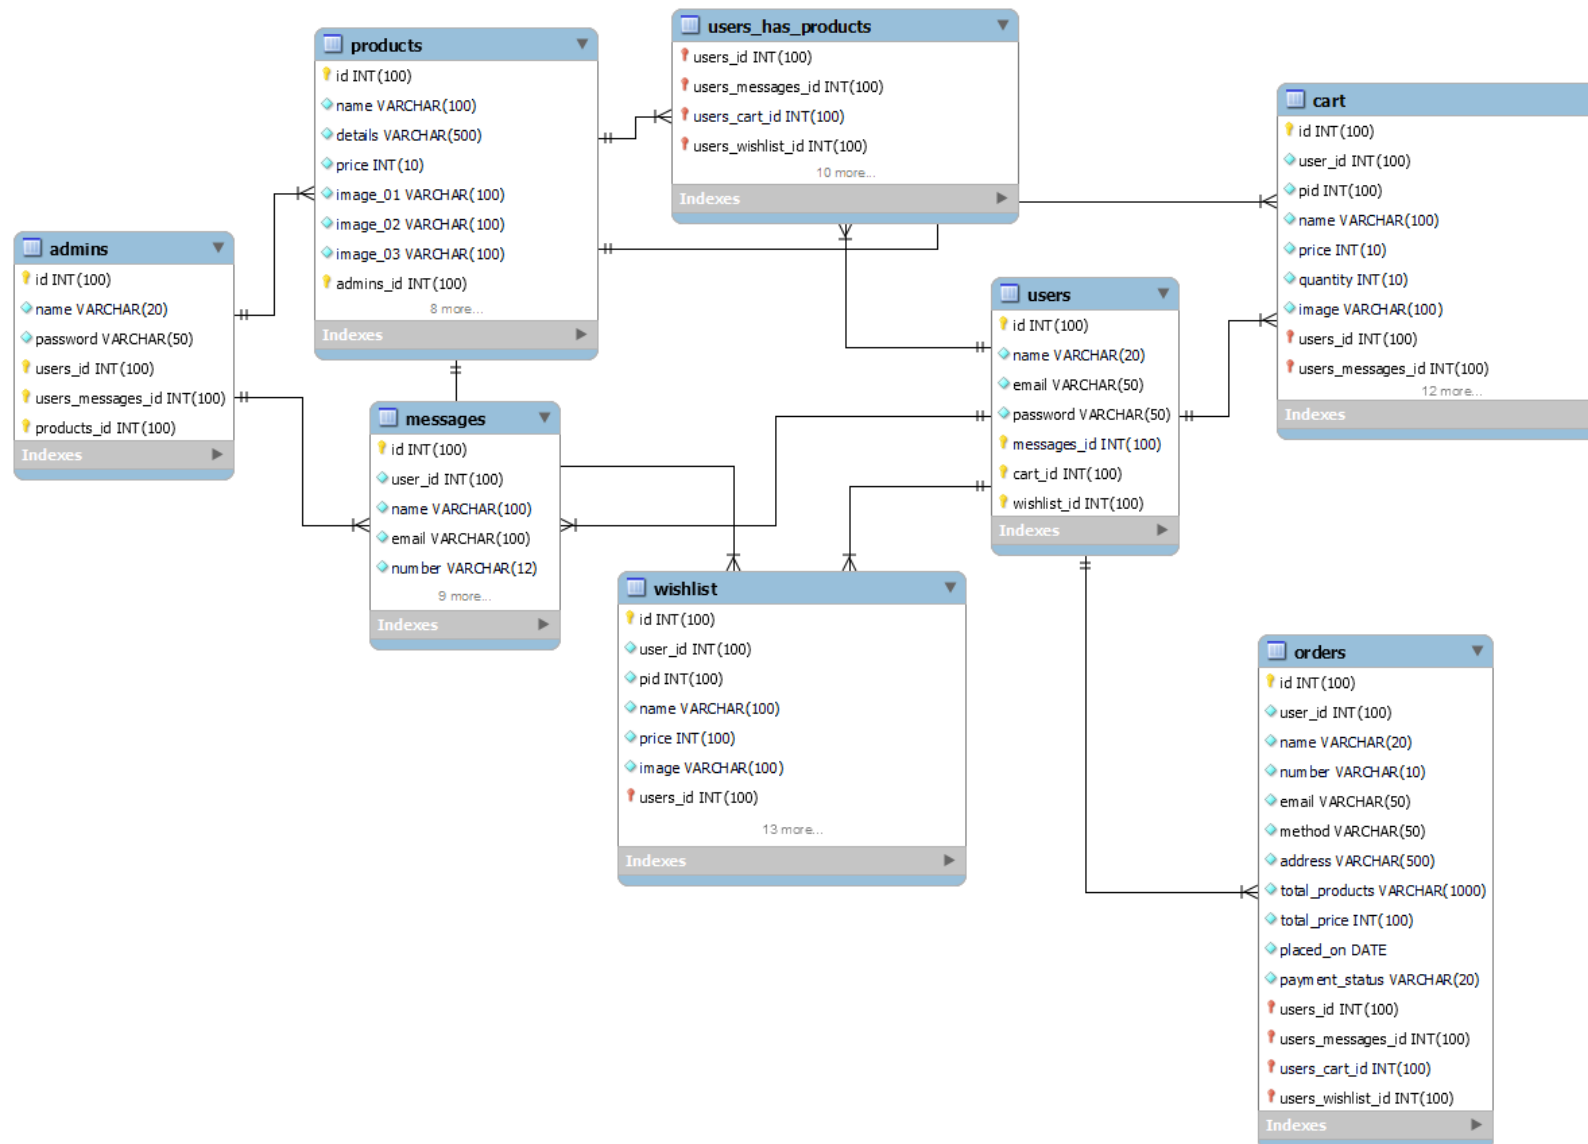 products
id INT(100)
name VARCHAR(100)
details VARCHAR(500)
price INT(10)
image_01 VARCHAR(100)
image_02 VARCHAR(100)
image_03 VARCHAR(100)
admins_id INT(100)
8 more...
Indexes
users_has_products
users_id INT(100)
users_messages_id INT(100)
users_cart_id INT(100)
users_wishlist_id INT(100)
10 more...
Indexes
cart
id INT(100)
user_id INT(100)
pid INT(100)
name VARCHAR(100)
price INT(10)
quantity INT(10)
image VARCHAR(100)
users_id INT(100)
users_messages_id INT(100)
12 more...
Indexes
admins
id INT(100)
name VARCHAR(20)
password VARCHAR(50)
users_id INT(100)
users_messages_id INT(100)
products_id INT(100)
Indexes
users
id INT(100)
name VARCHAR(20)
email VARCHAR(50)
password VARCHAR(50)
messages_id INT(100)
cart_id INT(100)
wishlist_id INT(100)
Indexes
messages
id INT(100)
user_id INT(100)
name VARCHAR(100)
email VARCHAR(100)
number VARCHAR(12)
9 more...
Indexes
wishlist
id INT(100)
user_id INT(100)
pid INT(100)
name VARCHAR(100)
price INT(100)
image VARCHAR(100)
users_id INT(100)
13 more...
Indexes
orders
id INT(100)
user_id INT(100)
name VARCHAR(20)
number VARCHAR(10)
email VARCHAR(50)
method VARCHAR(50)
address VARCHAR(500)
total_products VARCHAR(1000)
total_price INT(100)
placed_on DATE
payment_status VARCHAR(20)
users_id INT(100)
users_messages_id INT(100)
users_cart_id INT(100)
users_wishlist_id INT(100)
Indexes